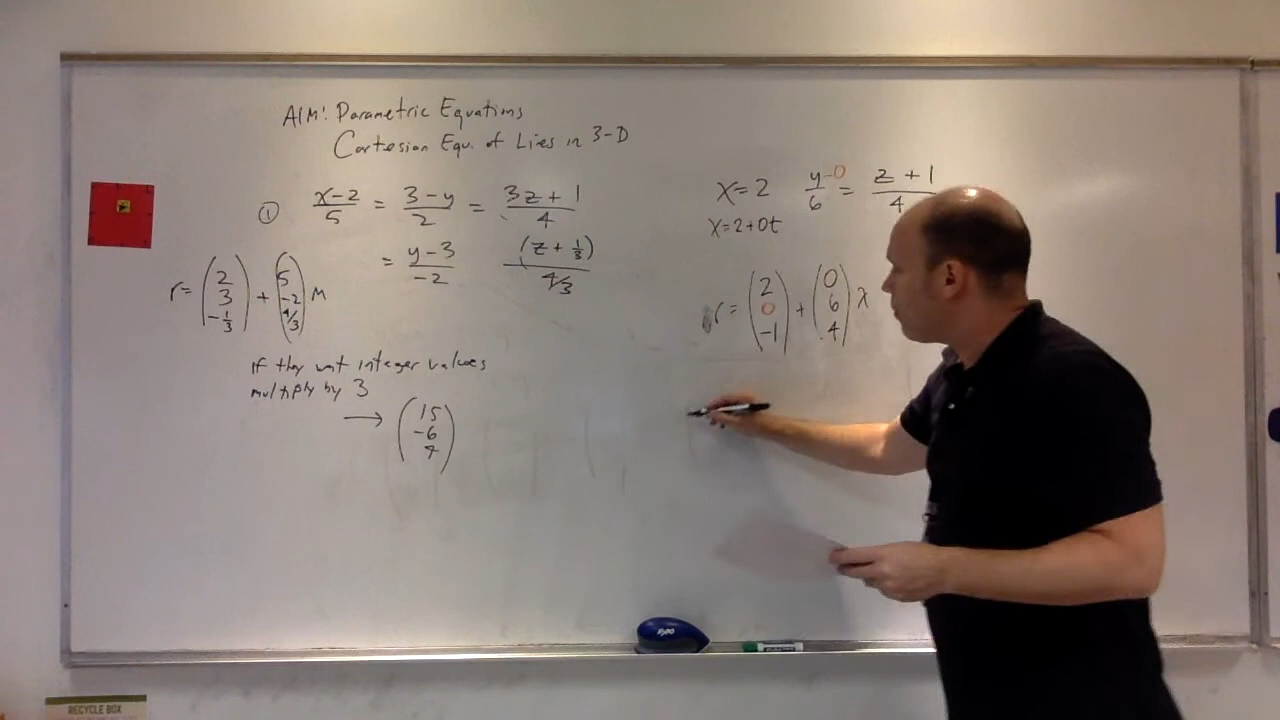 AIM: Parametric Equations
Cartesian Equ. of Lines in 3-D
① (x-2)/5 = (3-y)/2 = (3z+1)/4
= (y-3)/-2 (z+1/3)/(4/3)
r = (2 3 -1/3) + (5 -2 4/3) M
if they wnt integer values
multiply by 3
→ (15 -6 4)
x=2 (y-0)/6 = (z+1)/4
x=2+0t
r = (2 0 -1) + (0 6 4) λ
EXPO
RECYCLE BOX